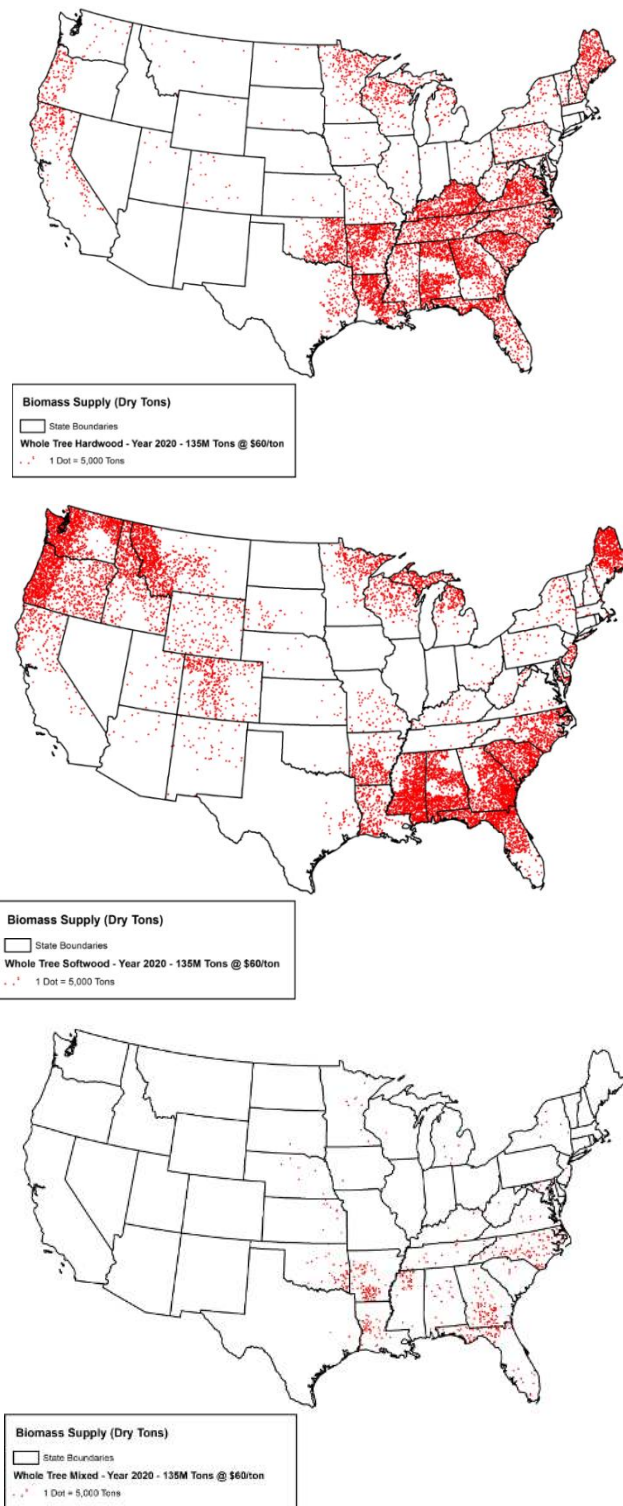 Biomass Supply (Dry Tons)
State Boundaries
Whole Tree Hardwood - Year 2020 - 135M Tons @ $60/ton
1 Dot = 5,000 Tons
Biomass Supply (Dry Tons)
State Boundaries
Whole Tree Softwood - Year 2020 - 135M Tons @ $60/ton
1 Dot = 5,000 Tons
Biomass Supply (Dry Tons)
State Boundaries
Whole Tree Mixed - Year 2020 - 135M Tons @ $60/ton
1 Dot = 5,000 Tons